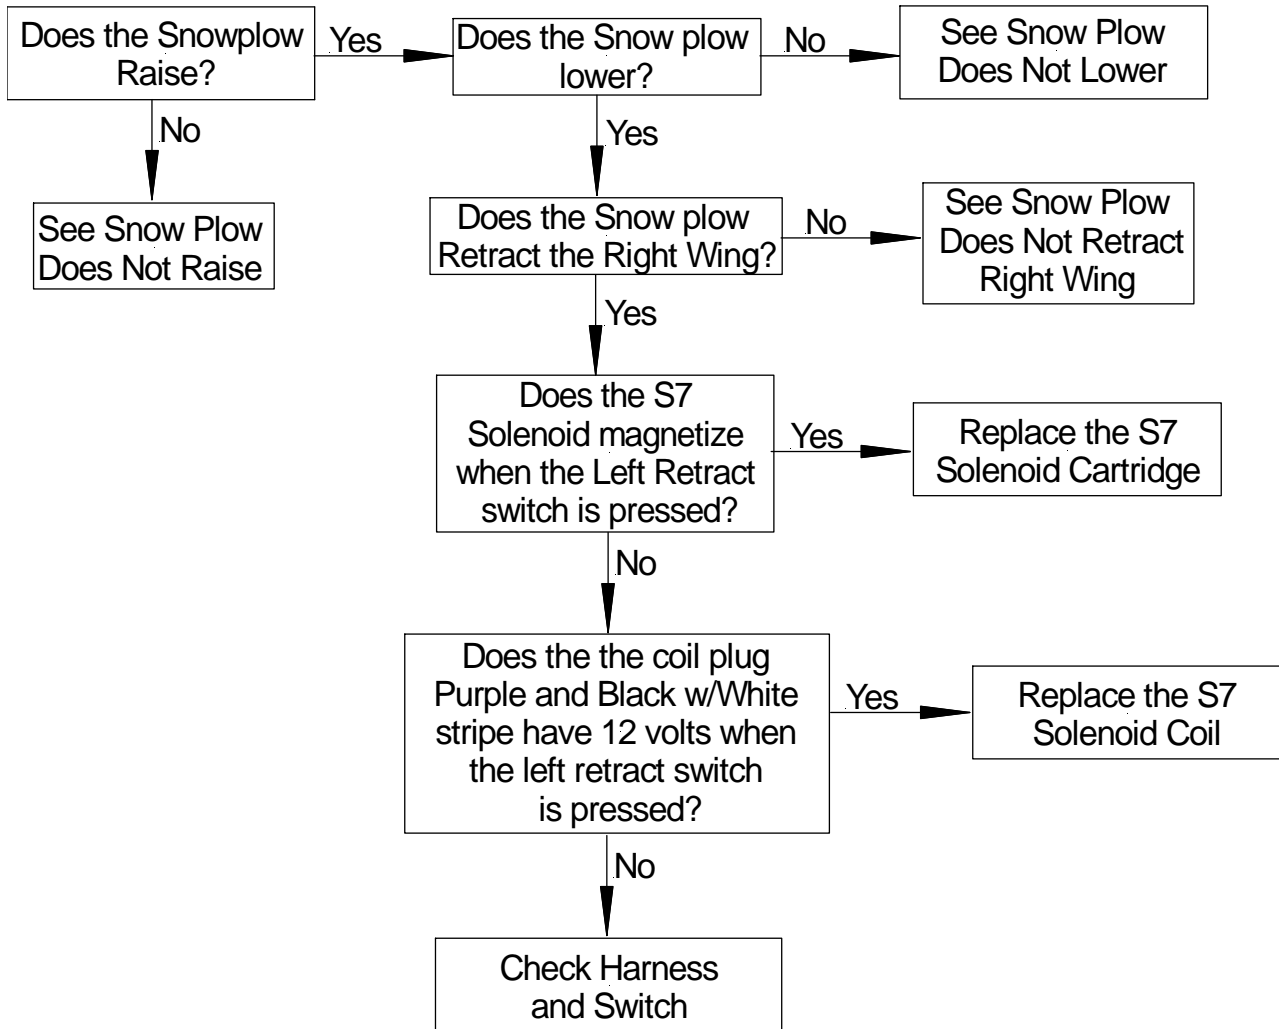 Does the Snowplow
Raise?
Yes
Does the Snow plow
lower?
No
See Snow Plow
Does Not Lower
No
See Snow Plow
Does Not Raise
Yes
Does the Snow plow
Retract the Right Wing?
No
See Snow Plow
Does Not Retract
Right Wing
Yes
Does the S7
Solenoid magnetize
when the Left Retract
switch is pressed?
Yes
Replace the S7
Solenoid Cartridge
No
Does the the coil plug
Purple and Black w/White
stripe have 12 volts when
the left retract switch
is pressed?
Yes
Replace the S7
Solenoid Coil
No
Check Harness
and Switch